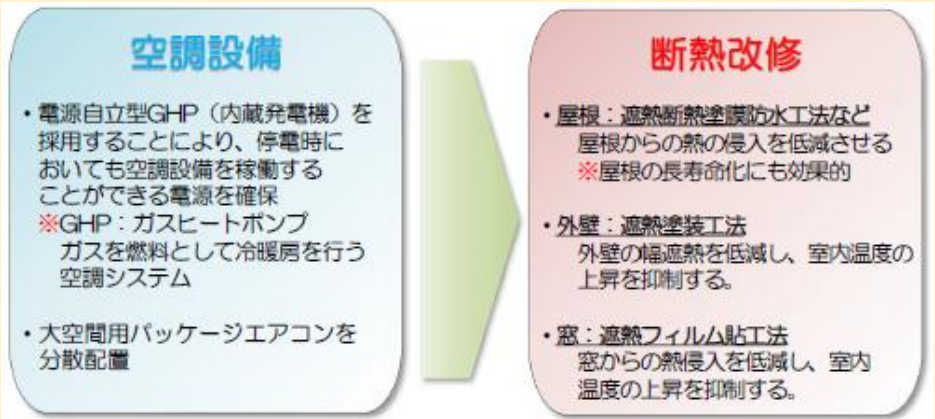 空調設備
・電源自立型GHP（内蔵発電機）を
採用することにより、停電時に
おいても空調設備を稼働する
ことができる電源を確保
※GHP：ガスヒートポンプ
ガスを燃料として冷暖房を行う
空調システム
・大空間用パッケージエアコンを
分散配置
断熱改修
・屋根：遮熱断熱塗膜防水工法など
屋根からの熱の侵入を低減させる
※屋根の長寿命化にも効果的
・外壁：遮熱塗装工法
外壁の幅遮熱を低減し、室内温度の
上昇を抑制する。
・窓：遮熱フィルム貼工法
窓からの熱侵入を低減し、室内
温度の上昇を抑制する。